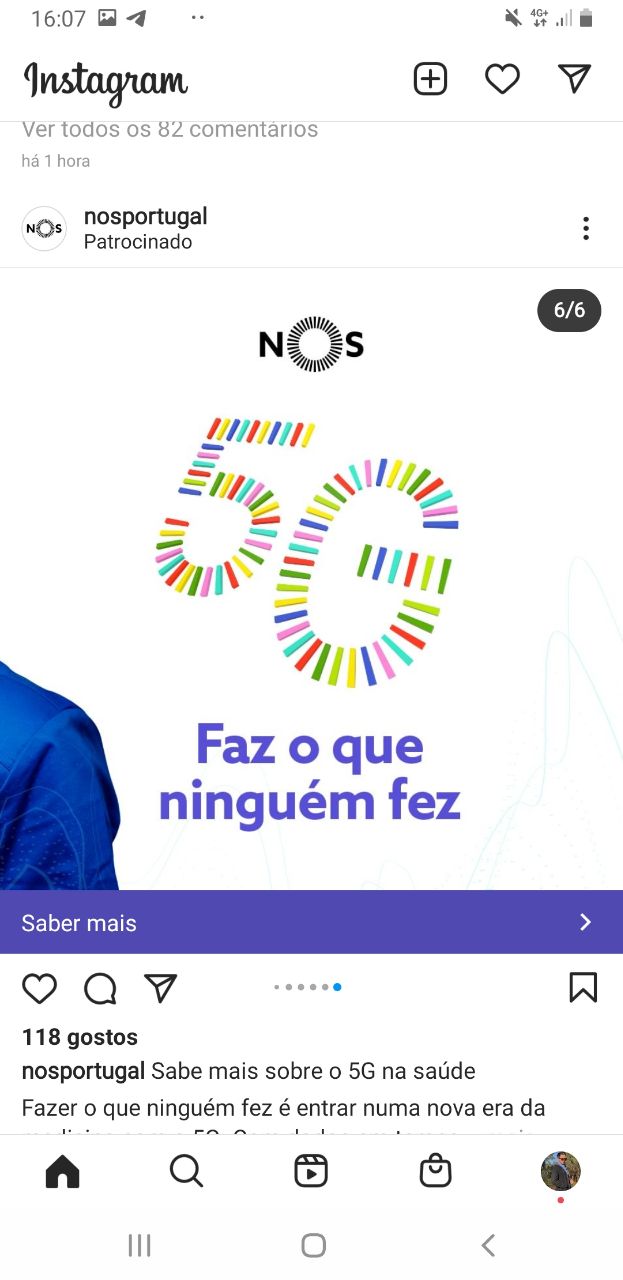 16:07
4G+
Instagram
Ver todos os 82 comentários
há 1 hora
NOS
nosportugal
Patrocinado
6/6
NOS
5G
Faz o que
ninguém fez
Saber mais
118 gostos
nosportugal Sabe mais sobre o 5G na saúde
Fazer o que ninguém fez é entrar numa nova era da